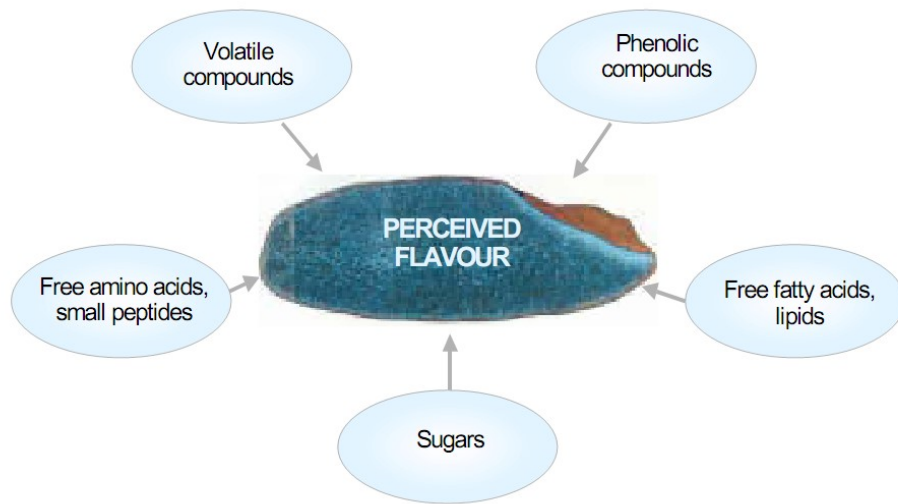 Volatile
compounds
Phenolic
compounds
PERCEIVED
FLAVOUR
Free amino acids,
small peptides
Free fatty acids,
lipids
Sugars